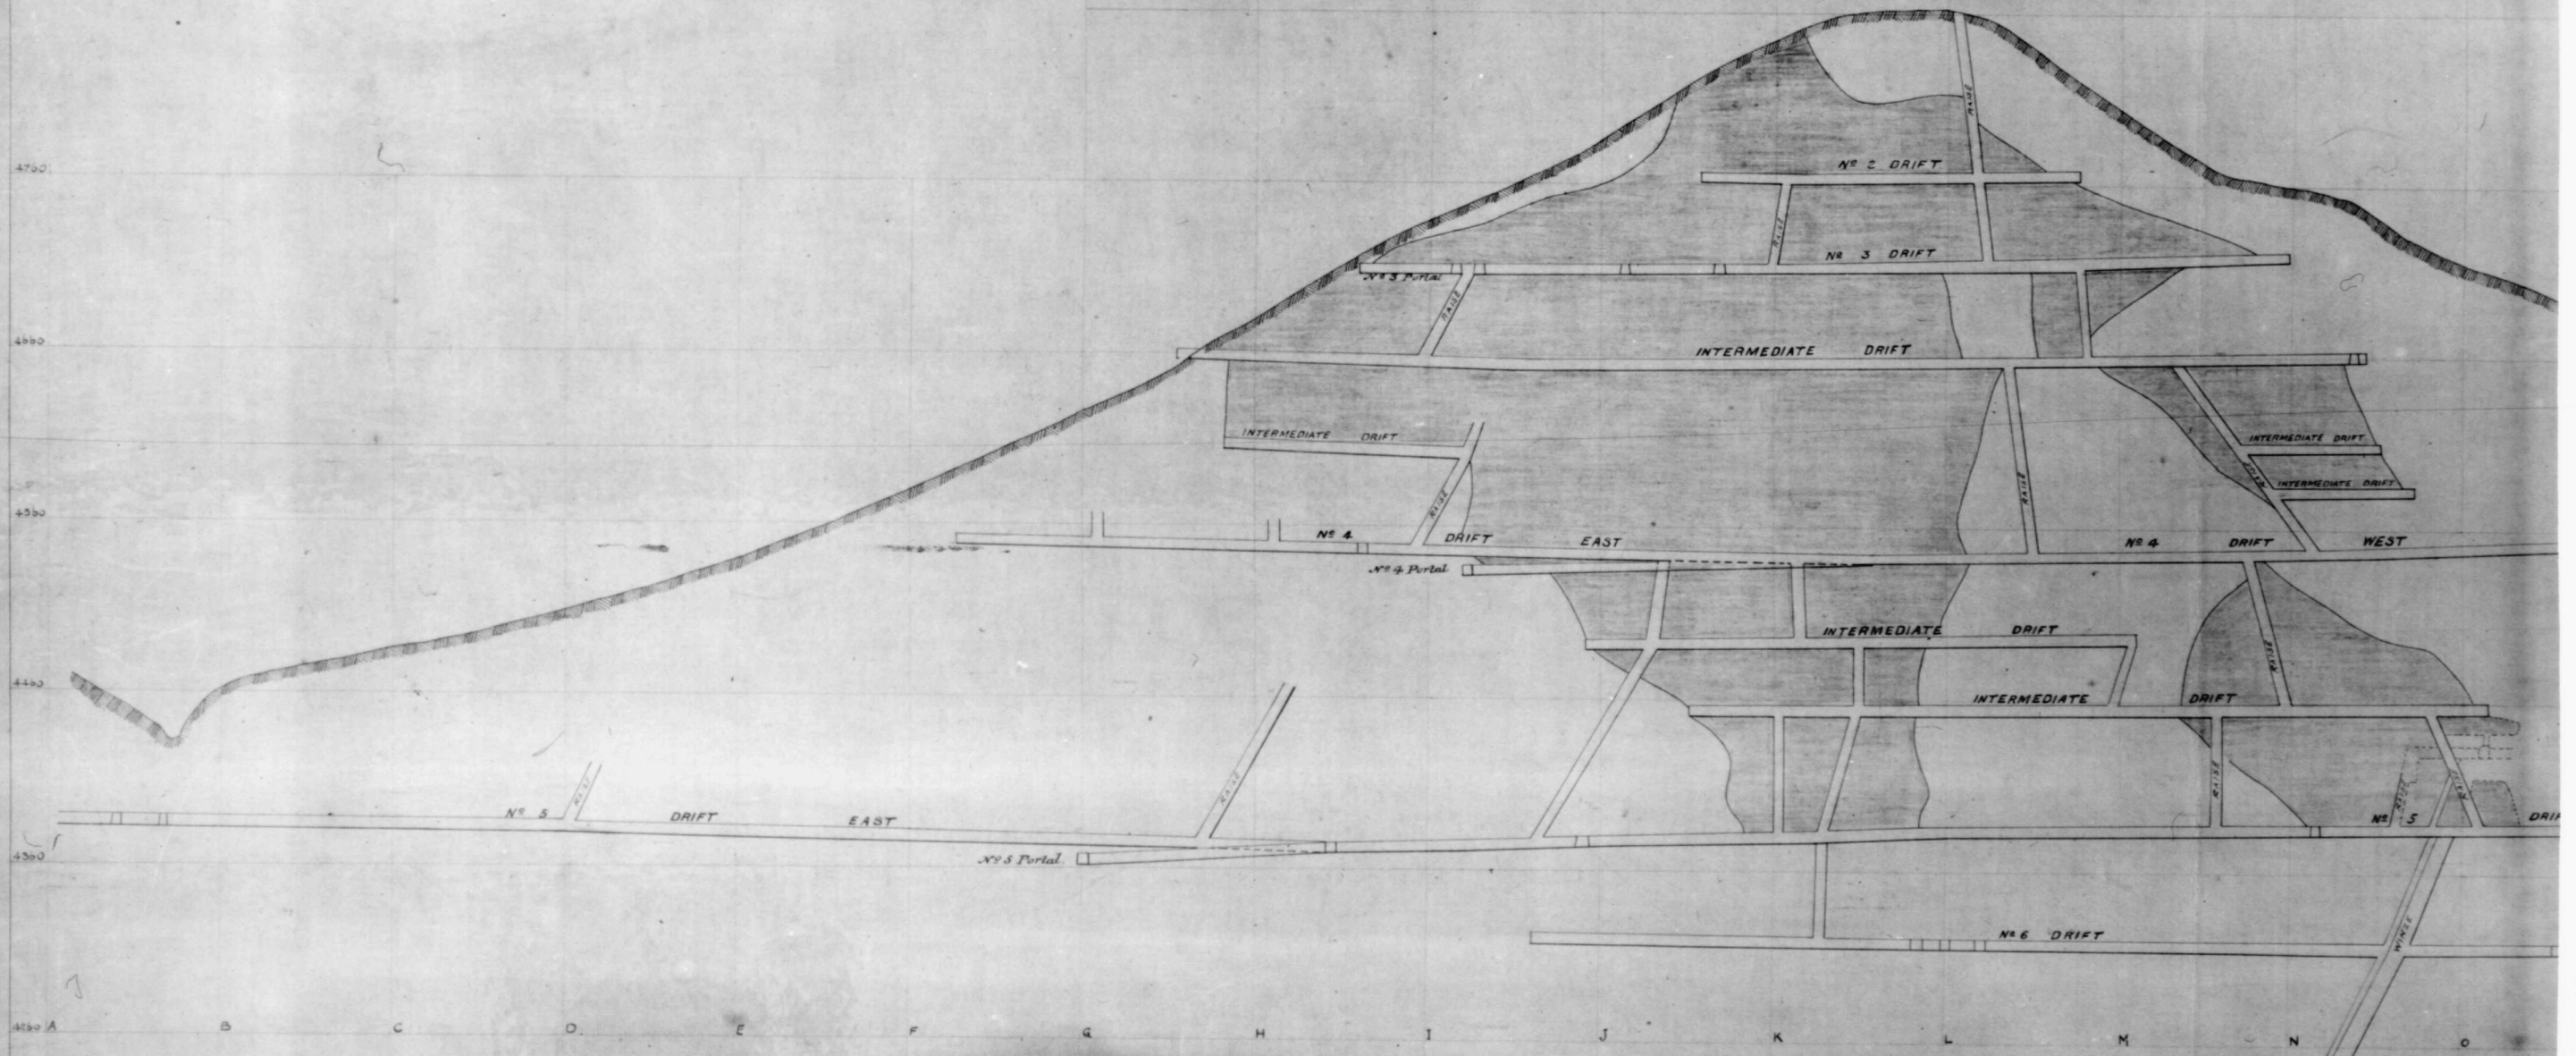 RAISE
4760
Nº 2 DRIFT
RAISE
Nº 3 DRIFT
Nº 3 Portal
RAISE
4660
INTERMEDIATE DRIFT
INTERMEDIATE DRIFT
INTERMEDIATE DRIFT
RAISE
RAISE
INTERMEDIATE DRIFT
4560
Nº 4 DRIFT EAST
Nº 4 DRIFT WEST
Nº 4 Portal
INTERMEDIATE DRIFT
RAISE
4460
INTERMEDIATE DRIFT
RAISE
RAISE
RAISE
RAISE
RAISE
Nº 5 DRIFT EAST
Nº 5
4360
Nº 5 Portal
Nº 6 DRIFT
WINSE
4260 A B C D. E F G H I J K L M N O